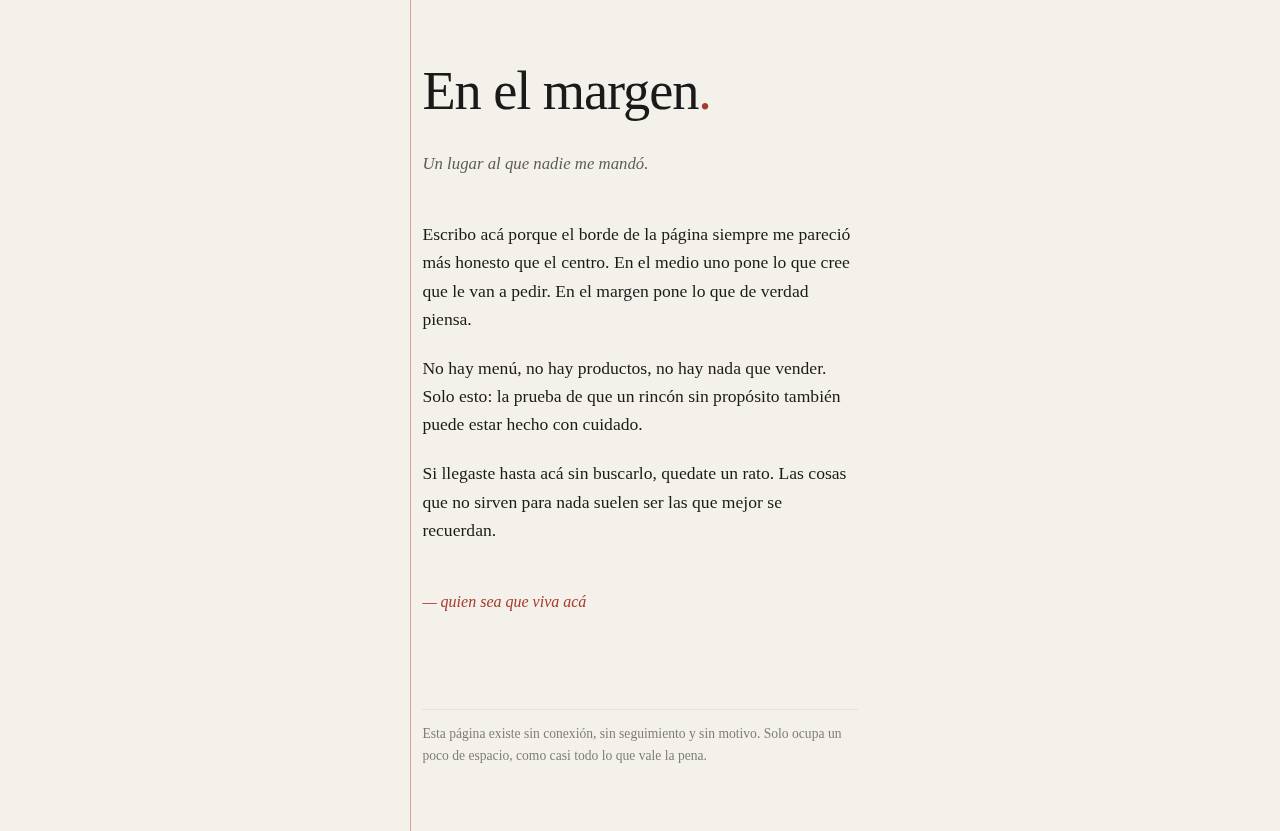 En el margen.
Un lugar al que nadie me mandó.
Escribo acá porque el borde de la página siempre me pareció
más honesto que el centro. En el medio uno pone lo que cree
que le van a pedir. En el margen pone lo que de verdad
piensa.
No hay menú, no hay productos, no hay nada que vender.
Solo esto: la prueba de que un rincón sin propósito también
puede estar hecho con cuidado.
Si llegaste hasta acá sin buscarlo, quedate un rato. Las cosas
que no sirven para nada suelen ser las que mejor se
recuerdan.
— quien sea que viva acá
Esta página existe sin conexión, sin seguimiento y sin motivo. Solo ocupa un
poco de espacio, como casi todo lo que vale la pena.